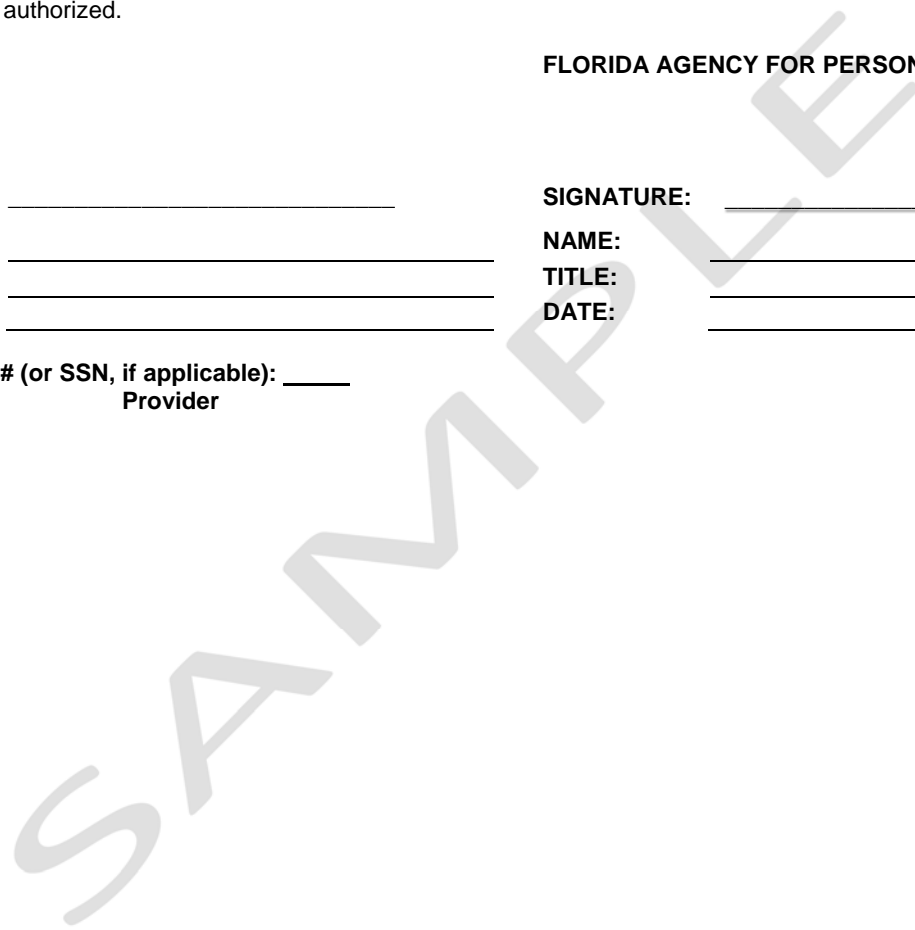 authorized.
FLORIDA AGENCY FOR PERSON
SIGNATURE:
NAME:
TITLE:
DATE:
# (or SSN, if applicable):
Provider
SAMPLE